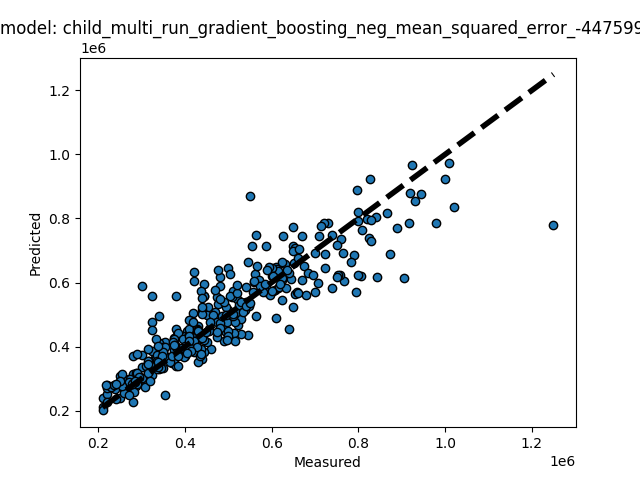 model: child_multi_run_gradient_boosting_neg_mean_squared_error_-447599
1e6
1.2
1.0
0.8
0.6
0.4
0.2
Predicted
0.2 0.4 0.6 0.8 1.0 1.2
Measured
1e6